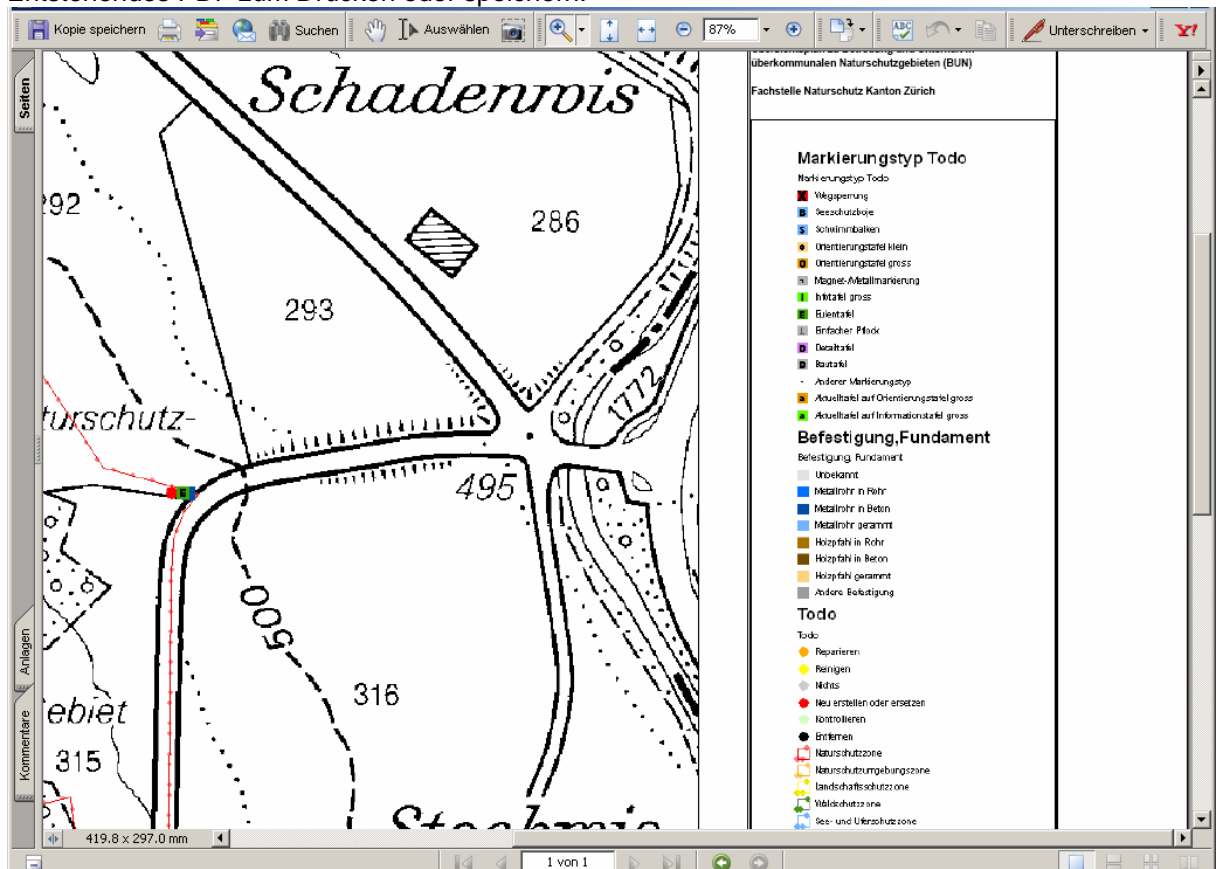 Entstehendes PDF zum Drucken oder speichern.
Kopie speichern
Suchen
Auswählen
87%
Unterschreiben
Seiten
Anlagen
Kommentare
Schadenwis
292
286
293
1772
turschutz-
E
495
500
316
ebiet
315
Stockwis
überkommunalen Naturschutzgebieten (BUN)
Fachstelle Naturschutz Kanton Zürich
Markierungstyp Todo
Markierungstyp Todo
X Wegsperrung
B Seeschutzboje
S Schwimmbalken
Orientierungstafel klein
O Orientierungstafel gross
Magnet-/Metallmarkierung
I Infotafel gross
E Eulentafel
Einfacher Pflock
D Detailtafel
D Bautafel
Anderer Markierungstyp
a Aktuelltafel auf Orientierungstafel gross
a Aktuelltafel auf Informationstafel gross
Befestigung,Fundament
Befestigung, Fundament
Unbekannt
Metallrohr in Rohr
Metallrohr in Beton
Metallrohr gerammt
Holzpfahl in Rohr
Holzpfahl in Beton
Holzpfahl gerammt
Andere Befestigung
Todo
Todo
Reparieren
Reinigen
Nichts
Neu erstellen oder ersetzen
Kontrollieren
Entfernen
Naturschutzzone
Naturschutzumgebungszone
Landschaftsschutzzone
Waldschutzzone
See- und Uferschutzzone
419.8 x 297.0 mm
1 von 1